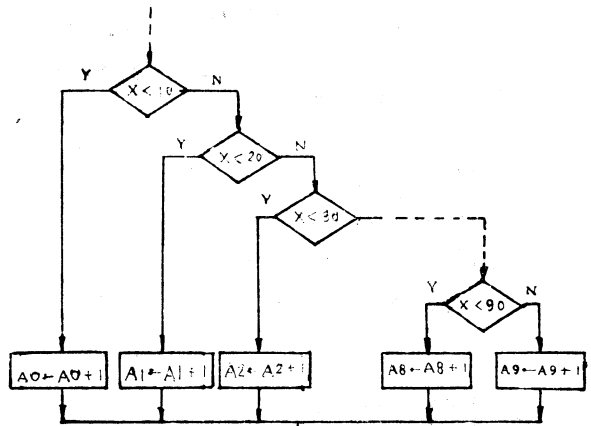 Y
X < 10
N
Y
X < 20
N
Y
X < 30
Y
X < 90
N
A0←A0+1
A1←A1+1
A2←A2+1
A8←A8+1
A9←A9+1